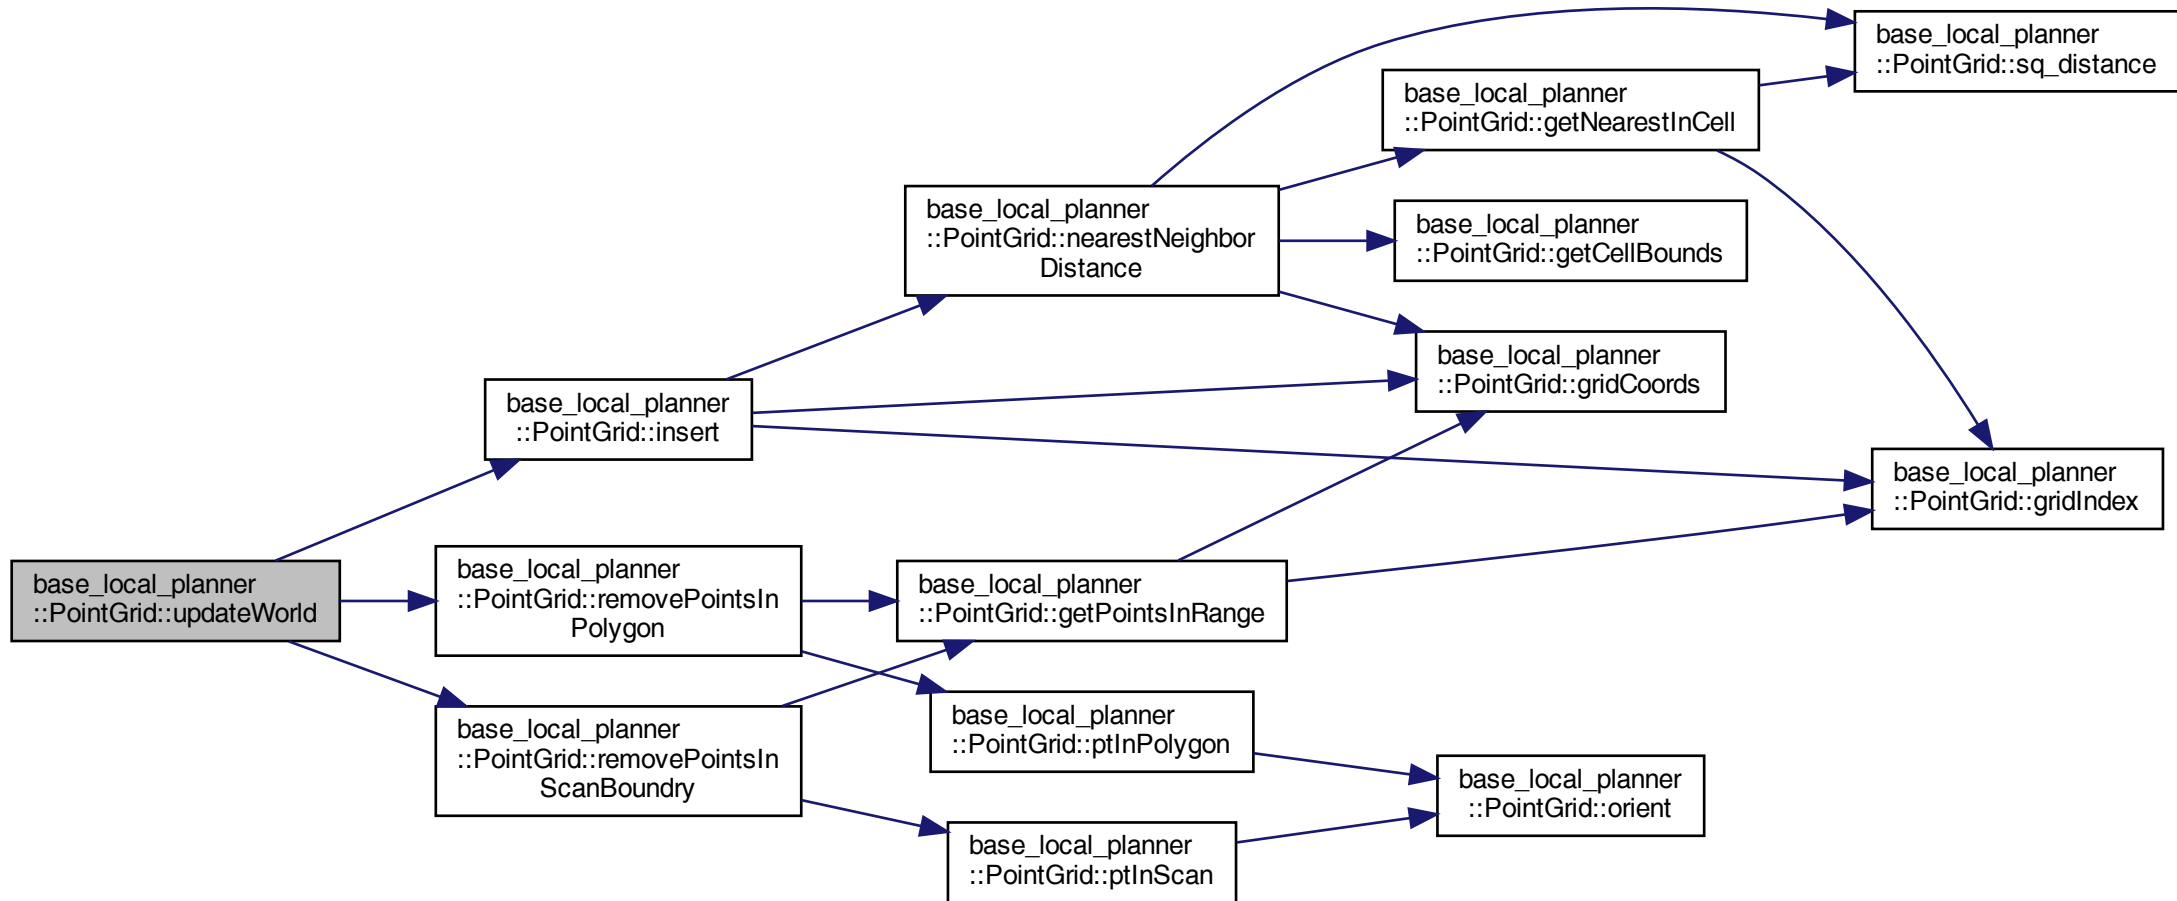 base_local_planner
::PointGrid::updateWorld
base_local_planner
::PointGrid::insert
base_local_planner
::PointGrid::removePointsIn
Polygon
base_local_planner
::PointGrid::removePointsIn
ScanBoundry
base_local_planner
::PointGrid::nearestNeighbor
Distance
base_local_planner
::PointGrid::getPointsInRange
base_local_planner
::PointGrid::ptInPolygon
base_local_planner
::PointGrid::ptInScan
base_local_planner
::PointGrid::getNearestInCell
base_local_planner
::PointGrid::getCellBounds
base_local_planner
::PointGrid::gridCoords
base_local_planner
::PointGrid::orient
base_local_planner
::PointGrid::sq_distance
base_local_planner
::PointGrid::gridIndex